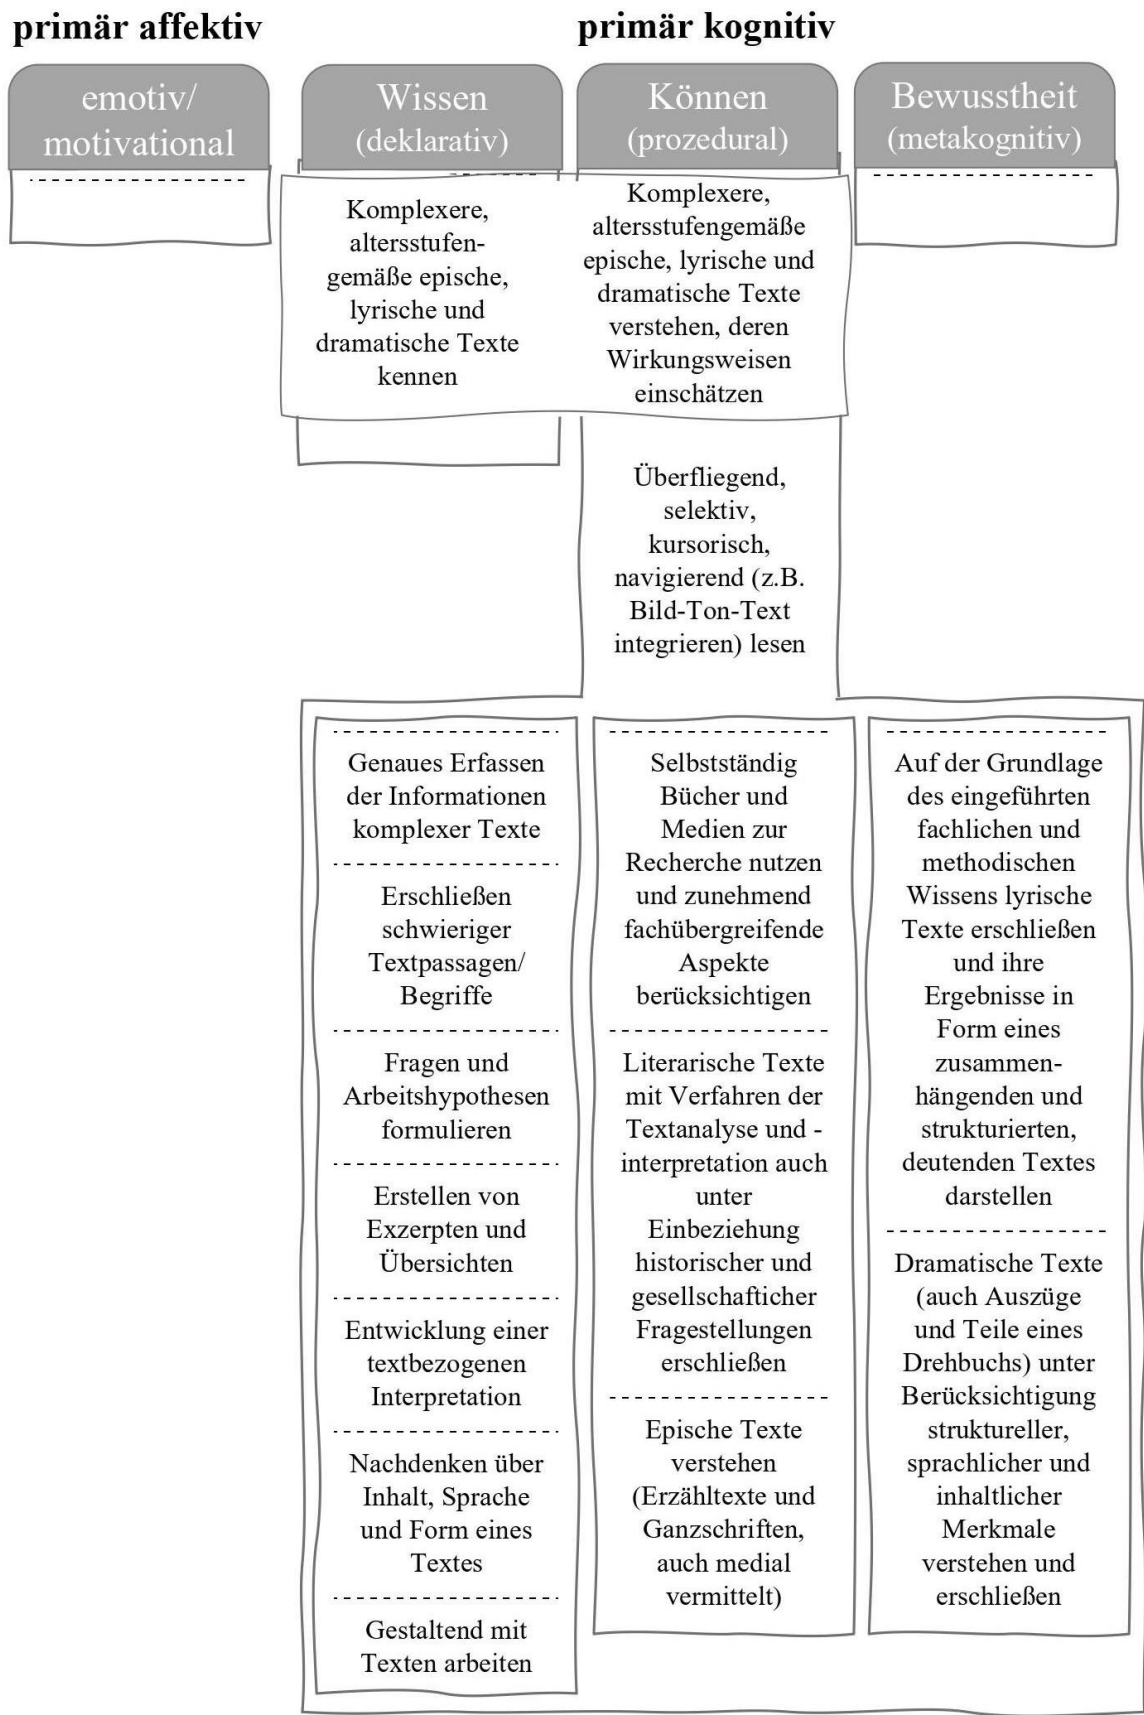 primär affektiv
primär kognitiv
emotiv/
motivational
Wissen
(deklarativ)
Können
(prozedural)
Bewusstheit
(metakognitiv)
Komplexere,
altersstufen-
gemäße epische,
lyrische und
dramatische Texte
kennen
Komplexere,
altersstufengemäße
epische, lyrische und
dramatische Texte
verstehen, deren
Wirkungsweisen
einschätzen
Überfliegend,
selektiv,
kursorisch,
navigierend (z.B.
Bild-Ton-Text
integrieren) lesen
Genaues Erfassen
der Informationen
komplexer Texte
Erschließen
schwieriger
Textpassagen/
Begriffe
Fragen und
Arbeitshypothesen
formulieren
Erstellen von
Exzerpten und
Übersichten
Entwicklung einer
textbezogenen
Interpretation
Nachdenken über
Inhalt, Sprache
und Form eines
Textes
Gestaltend mit
Texten arbeiten
Selbstständig
Bücher und
Medien zur
Recherche nutzen
und zunehmend
fachübergreifende
Aspekte
berücksichtigen
Literarische Texte
mit Verfahren der
Textanalyse und -
interpretation auch
unter
Einbeziehung
historischer und
gesellschafticher
Fragestellungen
erschließen
Epische Texte
verstehen
(Erzähltexte und
Ganzschriften,
auch medial
vermittelt)
Auf der Grundlage
des eingeführten
fachlichen und
methodischen
Wissens lyrische
Texte erschließen
und ihre
Ergebnisse in
Form eines
zusammen-
hängenden und
strukturierten,
deutenden Textes
darstellen
Dramatische Texte
(auch Auszüge
und Teile eines
Drehbuchs) unter
Berücksichtigung
struktureller,
sprachlicher und
inhaltlicher
Merkmale
verstehen und
erschließen